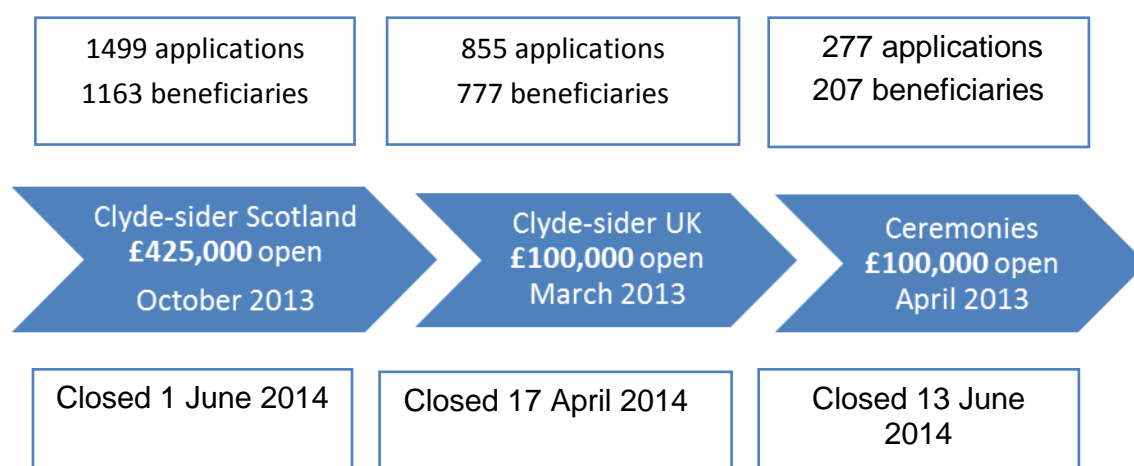 1499 applications
1163 beneficiaries
855 applications
777 beneficiaries
277 applications
207 beneficiaries
Clyde-sider Scotland
£425,000 open
October 2013
Clyde-sider UK
£100,000 open
March 2013
Ceremonies
£100,000 open
April 2013
Closed 1 June 2014
Closed 17 April 2014
Closed 13 June
2014